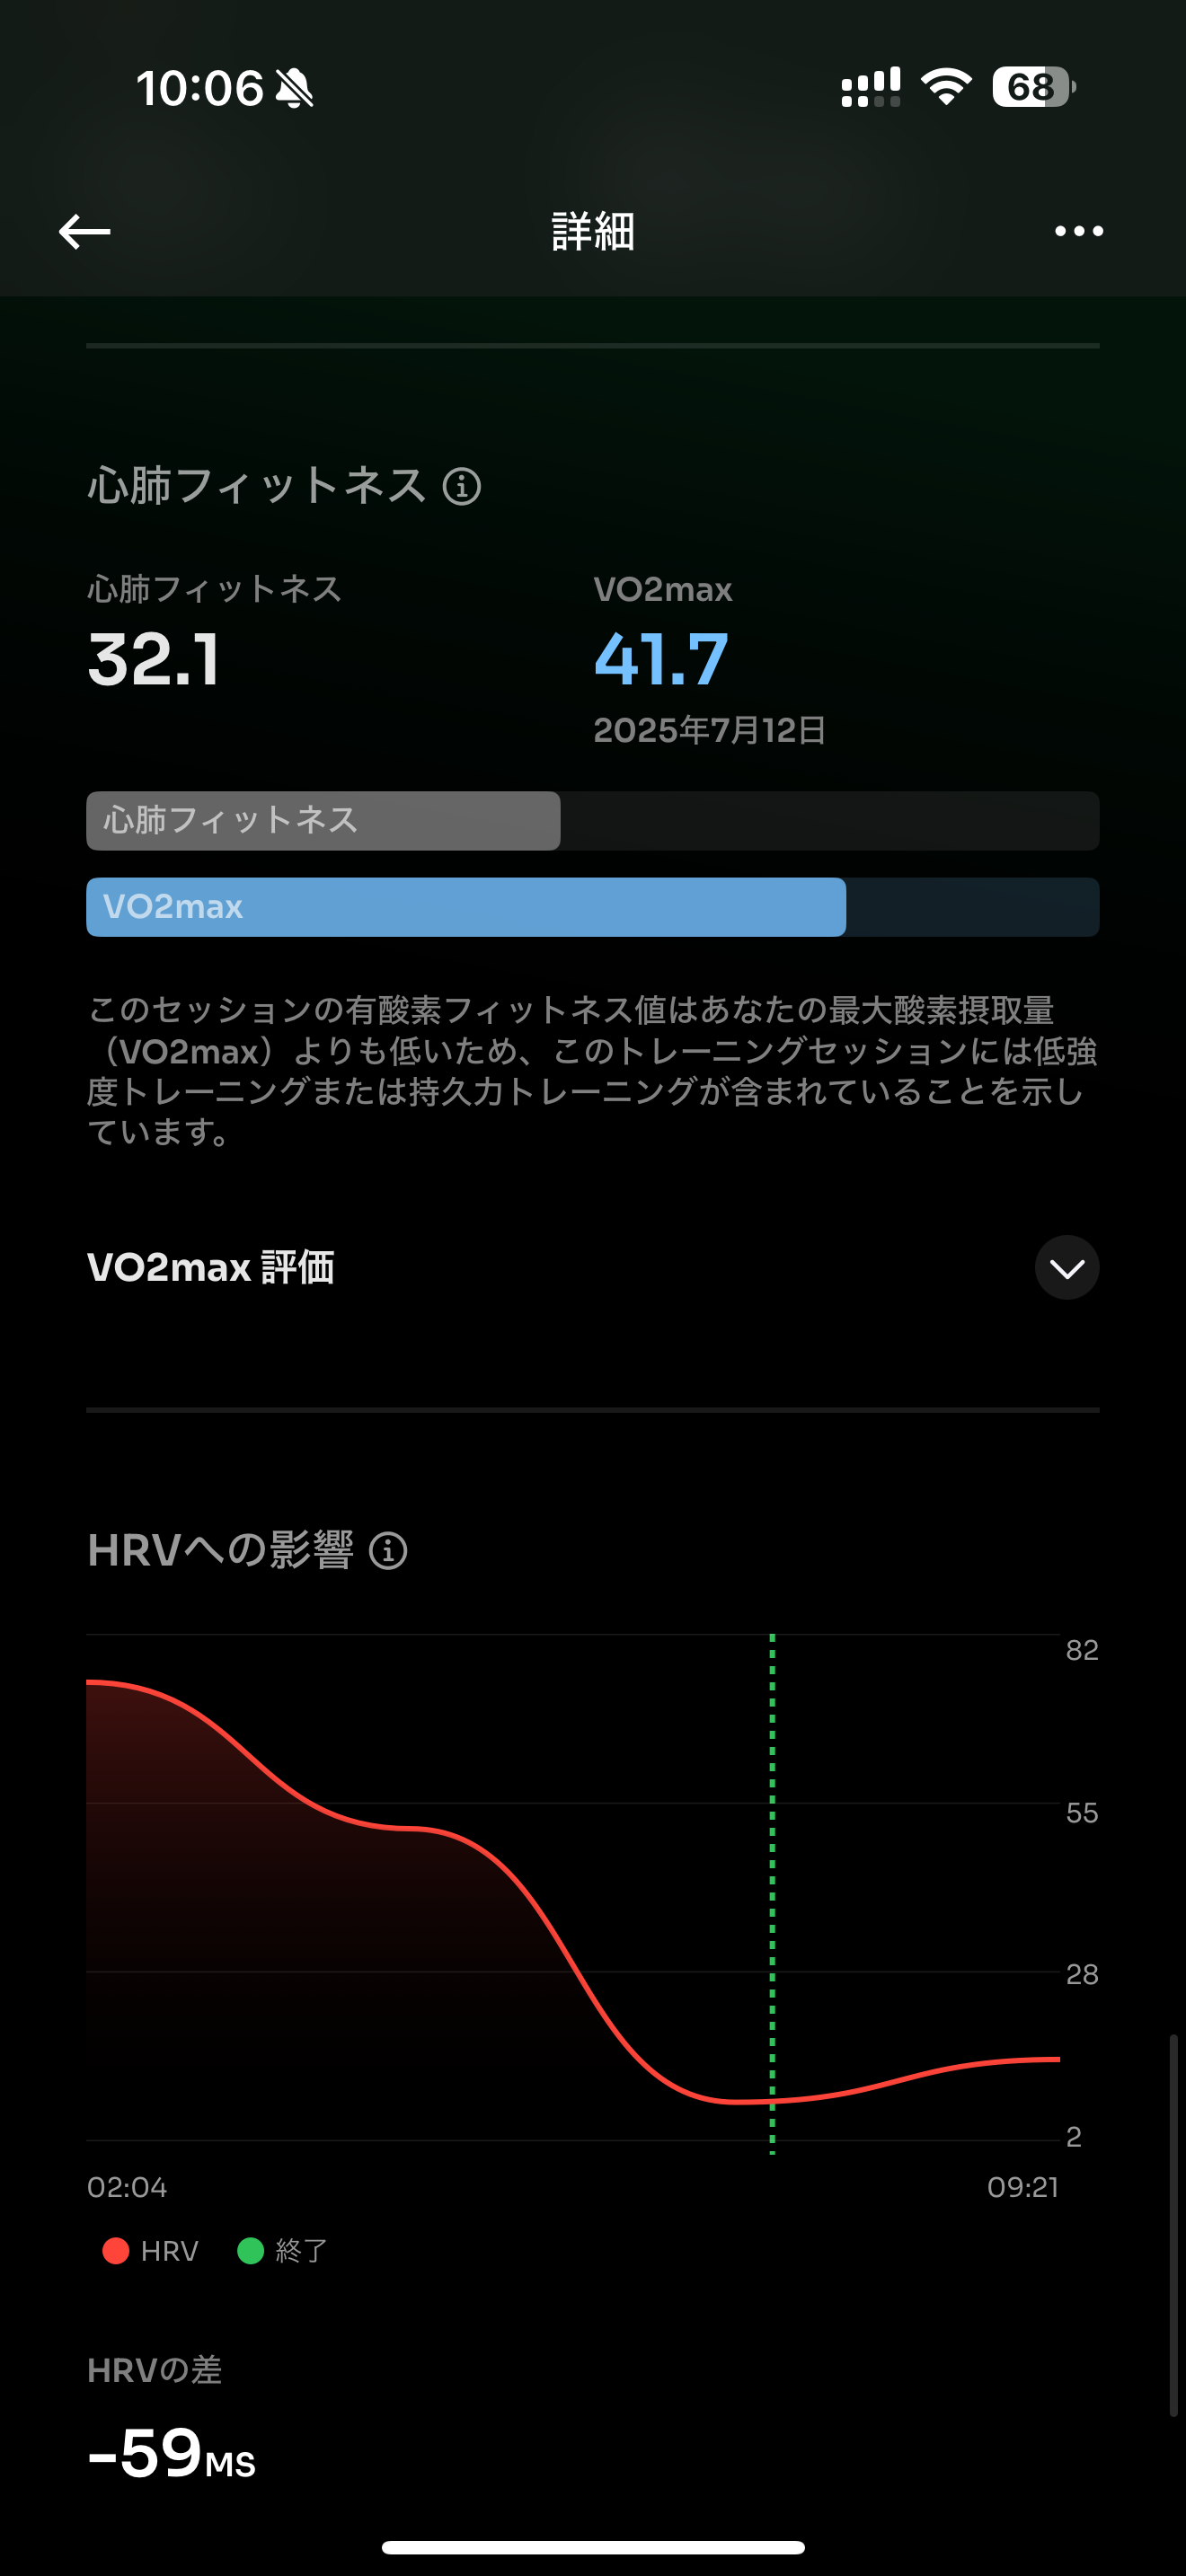 10:06
68
詳細
心肺フィットネス
心肺フィットネス
VO2max
32.1
41.7
2025年7月12日
心肺フィットネス
VO2max
このセッションの有酸素フィットネス値はあなたの最大酸素摂取量
（VO2max）よりも低いため、このトレーニングセッションには低強
度トレーニングまたは持久力トレーニングが含まれていることを示し
ています。
VO2max 評価
HRVへの影響
82
55
28
2
02:04
09:21
HRV
終了
HRVの差
-59MS